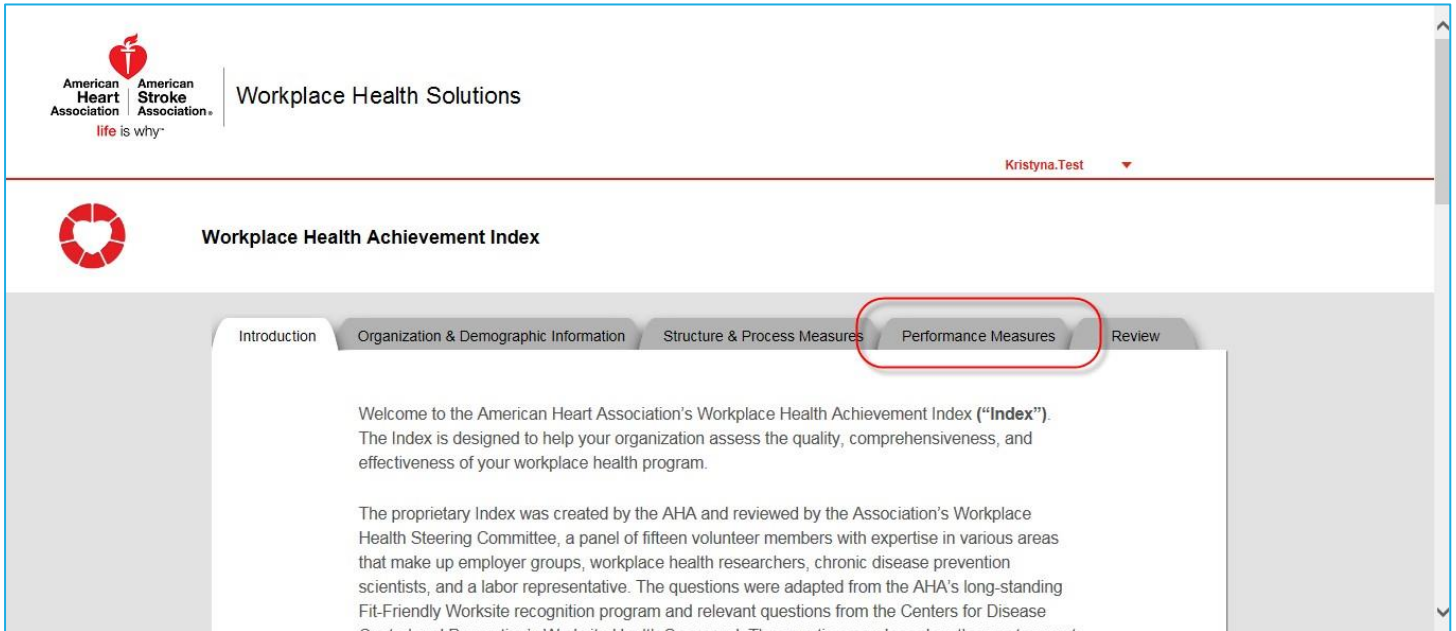 American American
Heart Stroke
Association Association®
life is why™
Workplace Health Solutions
Kristyna.Test
Workplace Health Achievement Index
Introduction
Organization & Demographic Information
Structure & Process Measures
Performance Measures
Review
Welcome to the American Heart Association's Workplace Health Achievement Index ("Index").
The Index is designed to help your organization assess the quality, comprehensiveness, and
effectiveness of your workplace health program.
The proprietary Index was created by the AHA and reviewed by the Association's Workplace
Health Steering Committee, a panel of fifteen volunteer members with expertise in various areas
that make up employer groups, workplace health researchers, chronic disease prevention
scientists, and a labor representative. The questions were adapted from the AHA's long-standing
Fit-Friendly Worksite recognition program and relevant questions from the Centers for Disease